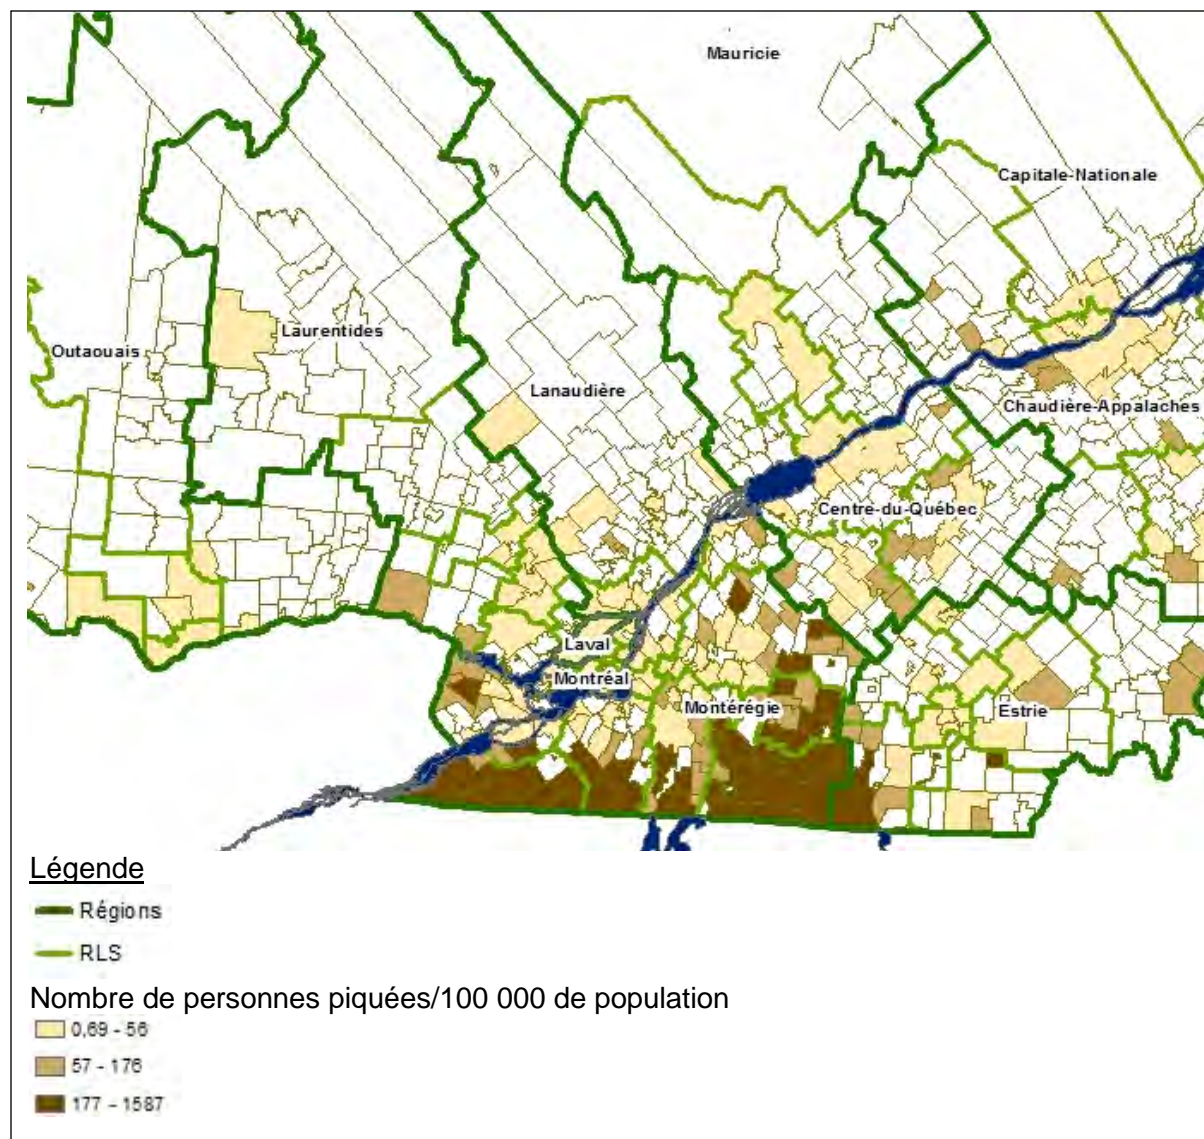 Mauricie
Capitale-Nationale
Laurentides
Outaouais
Lanaudière
Chaudière-Appalaches
Centre-du-Québec
Laval
Montréal
Montérégie
Estrie
Légende
Régions
RLS
Nombre de personnes piquées/100 000 de population
0,69 - 56
57 - 176
177 - 1587